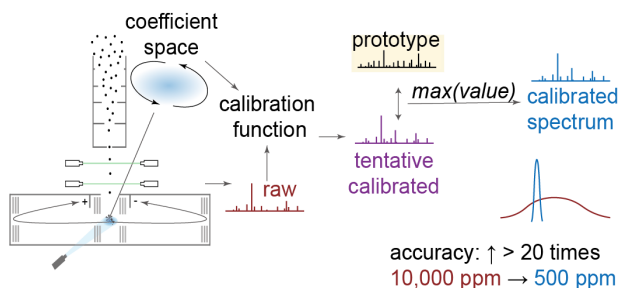 coefficient
space
prototype
calibration
function
max(value)
calibrated
spectrum
tentative
calibrated
raw
+
-
accuracy: ↑ > 20 times
10,000 ppm → 500 ppm